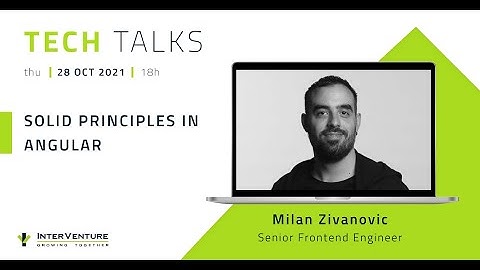 TECH TALKS
thu | 28 OCT 2021 | 18h
SOLID PRINCIPLES IN
ANGULAR
Milan Zivanovic
Senior Frontend Engineer
INTERVENTURE
GROWING TOGETHER